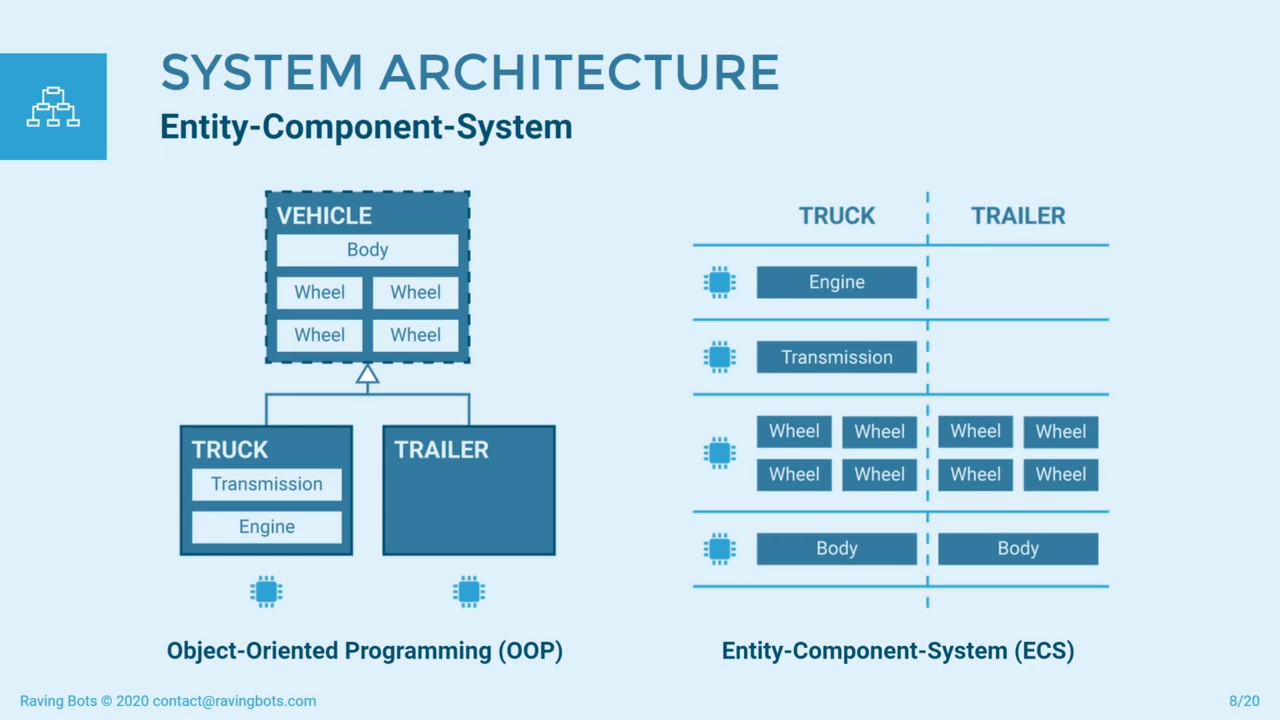 SYSTEM ARCHITECTURE
Entity-Component-System
VEHICLE
Body
Wheel Wheel
Wheel Wheel
TRUCK
Transmission
Engine
TRAILER
Object-Oriented Programming (OOP)
TRUCK TRAILER
Engine
Transmission
Wheel Wheel Wheel Wheel
Wheel Wheel Wheel Wheel
Body Body
Entity-Component-System (ECS)
Raving Bots © 2020 contact@ravingbots.com
8/20